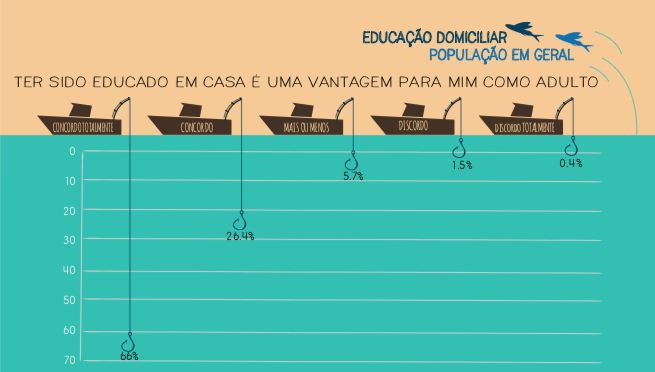 EDUCAÇÃO DOMICILIAR
POPULAÇÃO EM GERAL
TER SIDO EDUCADO EM CASA É UMA VANTAGEM PARA MIM COMO ADULTO
CONCORDO TOTALMENTE
CONCORDO
MAIS OU MENOS
DISCORDO
DISCORDO TOTALMENTE
0
10
20
30
40
50
60
70
66%
26.4%
5.7%
1.5%
0.4%